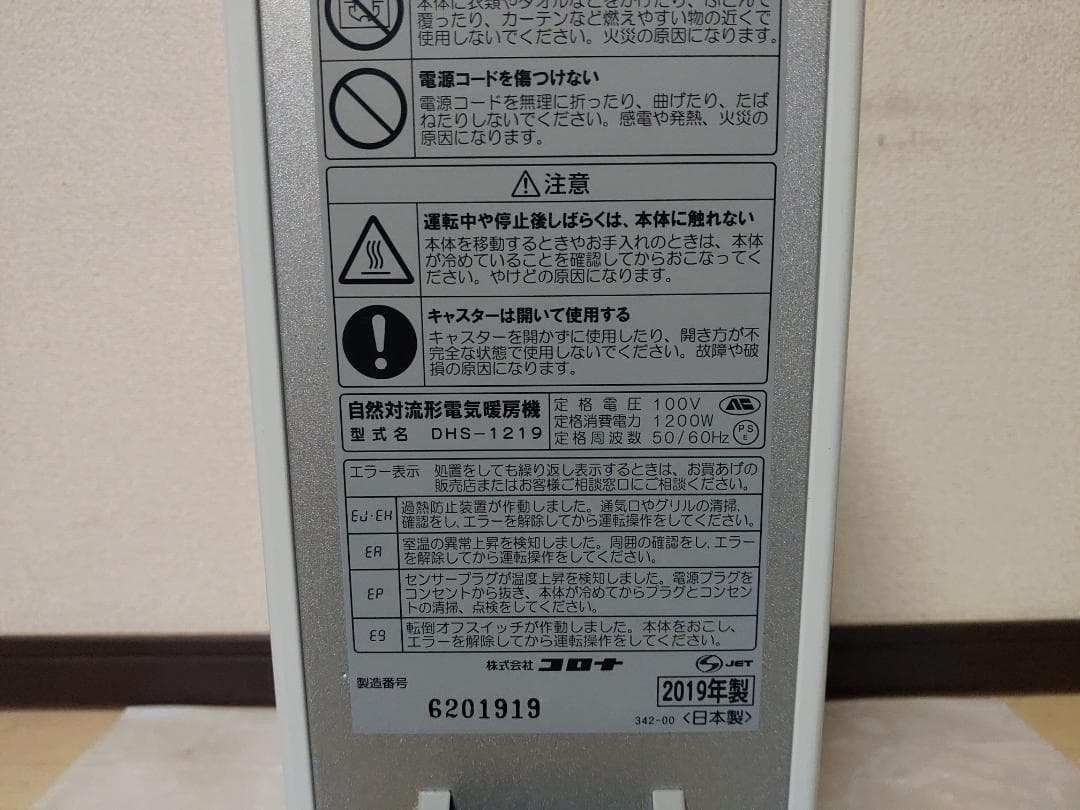 本体に衣類やタオルなどをかけたり、ふとんで
覆ったり、カーテンなど燃えやすい物の近くで
使用しないでください。火災の原因になります。
電源コードを傷つけない
電源コードを無理に折ったり、曲げたり、たば
ねたりしないでください。感電や発熱、火災の
原因になります。
注意
運転中や停止後しばらくは、本体に触れない
本体を移動するときやお手入れのときは、本体
が冷めていることを確認してからおこなってく
ださい。やけどの原因になります。
キャスターは開いて使用する
キャスターを開かずに使用したり、開き方が不
完全な状態で使用しないでください。故障や破
損の原因になります。
自然対流形電気暖房機
型式名 DHS-1219
定格電圧 100V
定格消費電力 1200W
定格周波数 50/60Hz
PS
E
エラー表示 処置をしても繰り返し表示するときは、お買あげの
販売店またはお客様ご相談窓口にご相談ください。
EJ・EH 過熱防止装置が作動しました。通気口やグリルの清掃、
確認をし、エラーを解除してから運転操作をしてください。
EA 室温の異常上昇を検知しました。周囲の確認をし、エラー
を解除してから運転操作をしてください。
EP センサープラグが温度上昇を検知しました。電源プラグを
コンセントから抜き、本体が冷めてからプラグとコンセン
トの清掃、点検をしてください。
E9 転倒オフスイッチが作動しました。本体をおこし、
エラーを解除してから運転操作をしてください。
株式会社 コロナ
JET
製造番号
6201919
2019年製
342-00 〈日本製〉